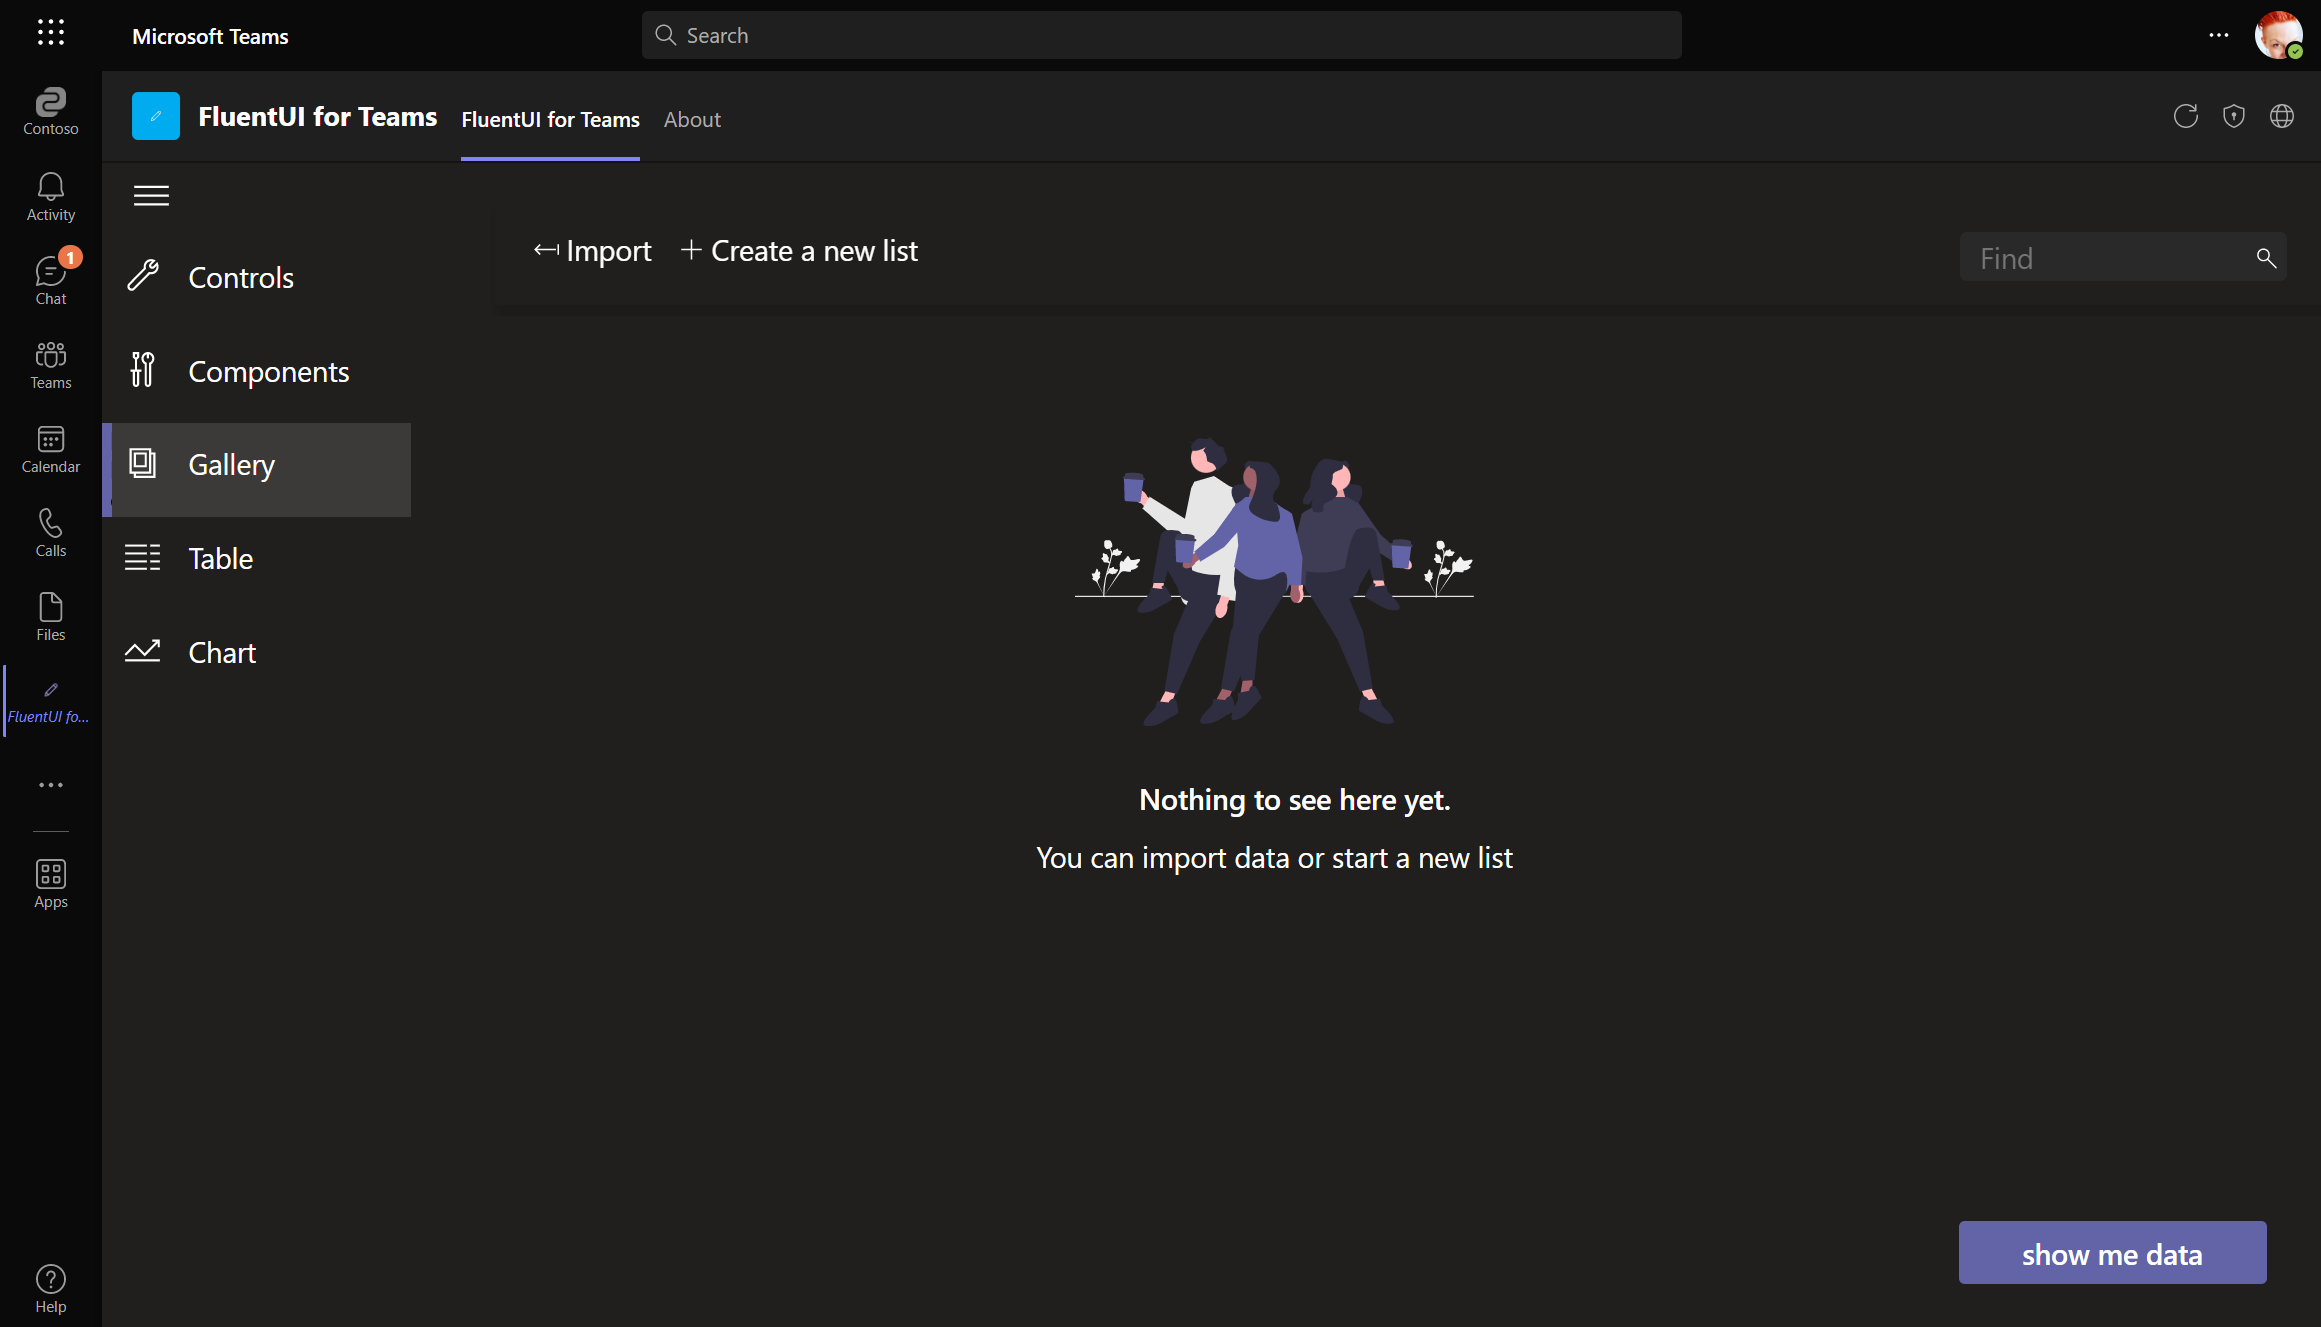 Microsoft Teams
Search
Contoso
Activity
1
Chat
Teams
Calendar
Calls
Files
FluentUI fo...
Apps
Help
FluentUI for Teams
FluentUI for Teams
About
Controls
Components
Gallery
Table
Chart
Import
Create a new list
Find
Nothing to see here yet.
You can import data or start a new list
show me data